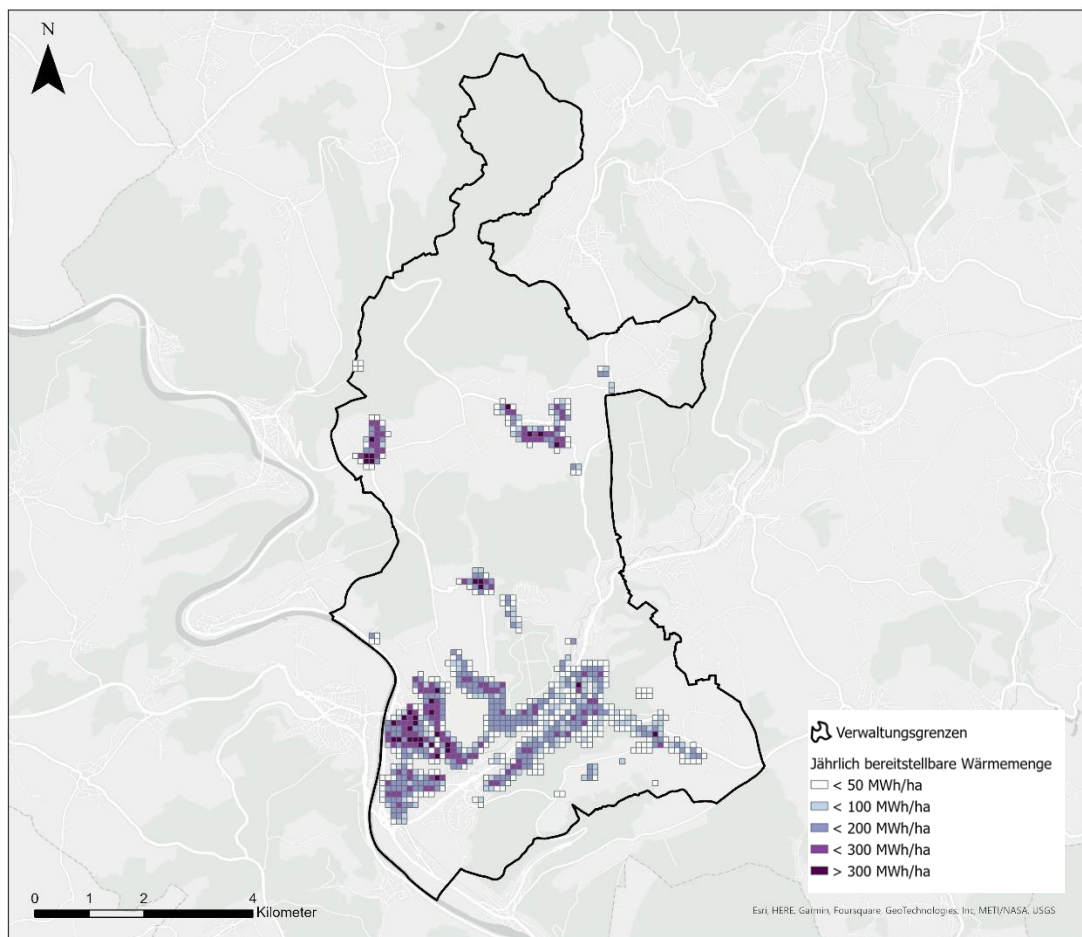 N
Verwaltungsgrenzen
Jährlich bereitstellbare Wärmemenge
< 50 MWh/ha
< 100 MWh/ha
< 200 MWh/ha
< 300 MWh/ha
> 300 MWh/ha
0 1 2 4
Kilometer
Esri, HERE, Garmin, Foursquare, GeoTechnologies, Inc, METI/NASA, USGS